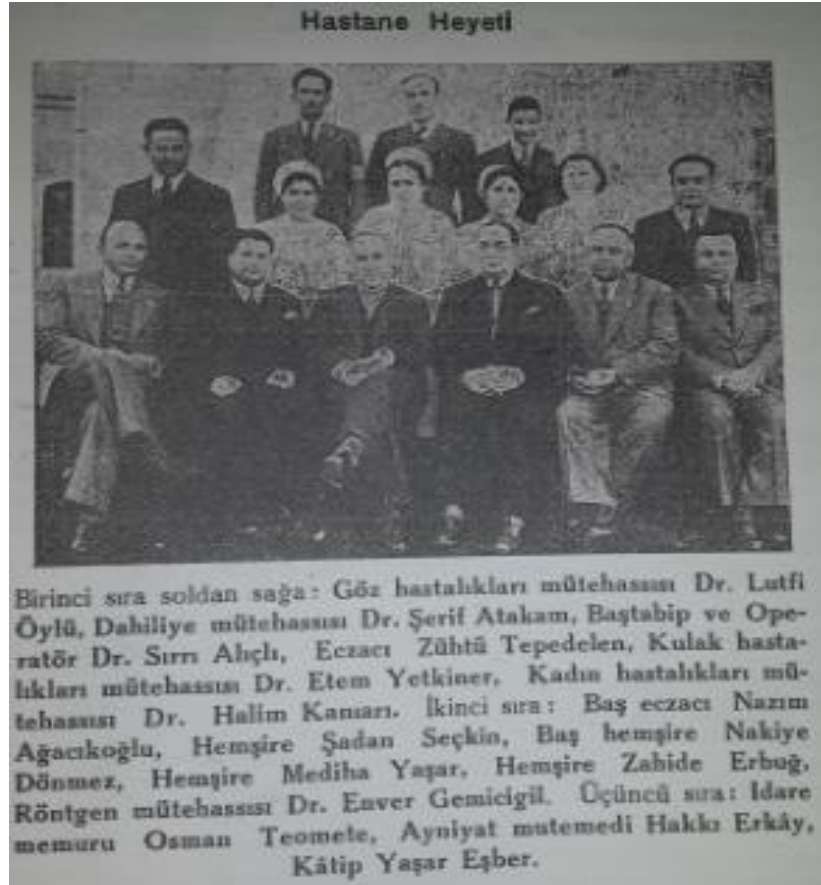 Hastane Heyeti
Birinci sıra soldan sağa: Göz hastalıkları mütehassısı Dr. Lutfi
Öylü, Dahiliye mütehassısı Dr. Şerif Atakam, Baştabip ve Ope-
ratör Dr. Sırrı Alıçlı, Eczacı Zühtü Tepedelen, Kulak hasta-
lıkları mütehassısı Dr. Etem Yetkiner, Kadın hastalıkları mü-
tehassısı Dr. Halim Kamarı. İkinci sıra: Baş eczacı Nazım
Ağacıkoğlu, Hemşire Şadan Seçkin, Baş hemşire Nakiye
Dönmez, Hemşire Mediha Yaşar, Hemşire Zahide Erbuğ,
Röntgen mütehassısı Dr. Enver Gemicigil. Üçüncü sıra: İdare
memuru Osman Teomete, Ayniyat mutemedi Hakkı Erkây,
Kâtip Yaşar Eşber.